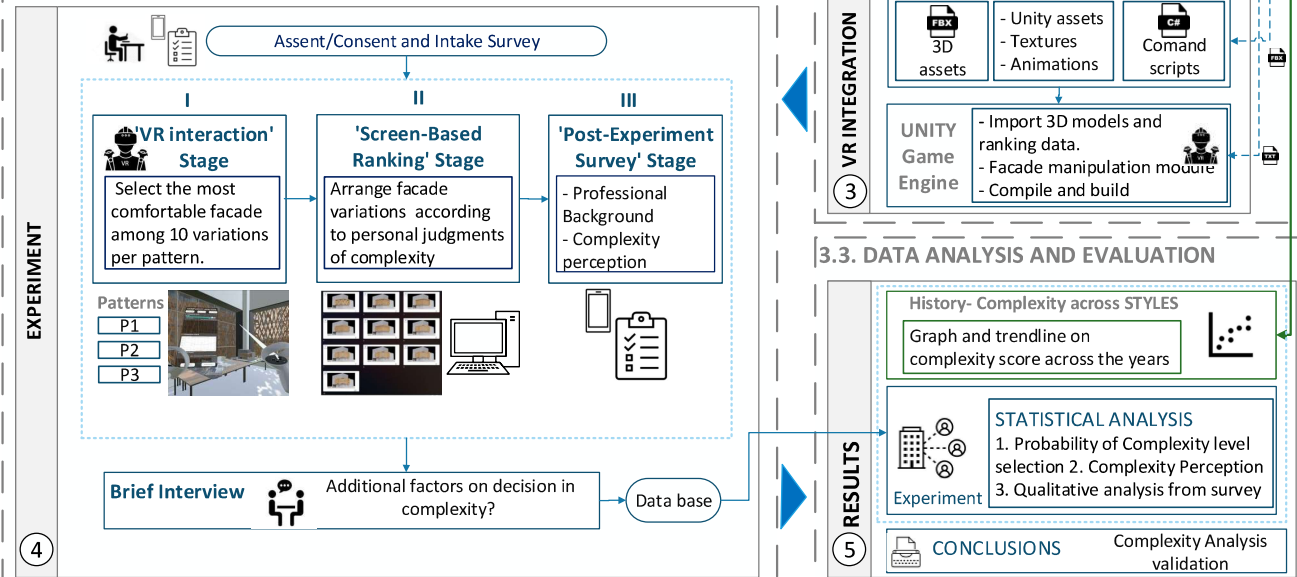 Assent/Consent and Intake Survey
I
II
III
'VR interaction'
Stage
Select the most
comfortable facade
among 10 variations
per pattern.
'Screen-Based
Ranking' Stage
Arrange facade
variations according
to personal judgments
of complexity
'Post-Experiment
Survey' Stage
- Professional
Background
- Complexity
perception
Patterns
P1
P2
P3
Brief Interview
Additional factors on decision in
complexity?
Data base
EXPERIMENT
4
FBX
3D
assets
- Unity assets
- Textures
- Animations
C#
Comand
scripts
FBX
UNITY
Game
Engine
- Import 3D models and
ranking data.
- Facade manipulation module
- Compile and build
VR
TXT
VR INTEGRATION
3
3.3. DATA ANALYSIS AND EVALUATION
History- Complexity across STYLES
Graph and trendline on
complexity score across the years
Experiment
STATISTICAL ANALYSIS
1. Probability of Complexity level
selection 2. Complexity Perception
3. Qualitative analysis from survey
CONCLUSIONS
Complexity Analysis
validation
RESULTS
5